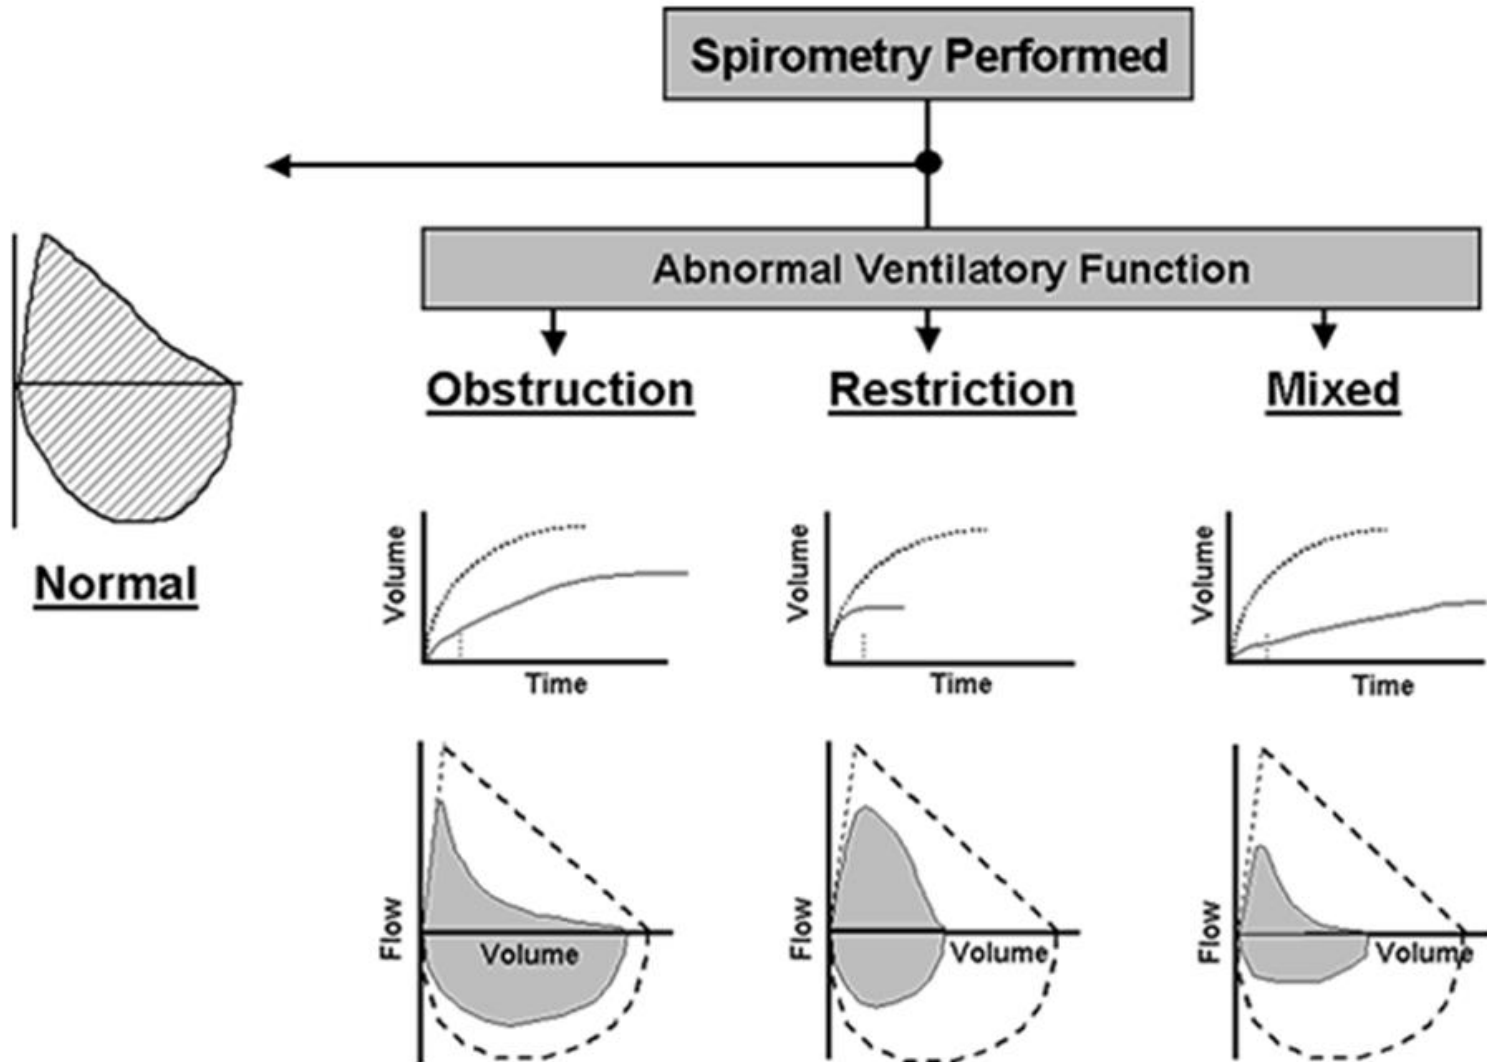 Spirometry Performed
Abnormal Ventilatory Function
Obstruction
Restriction
Mixed
Normal
Volume
Time
Volume
Time
Volume
Time
Flow
Volume
Flow
Volume
Flow
Volume